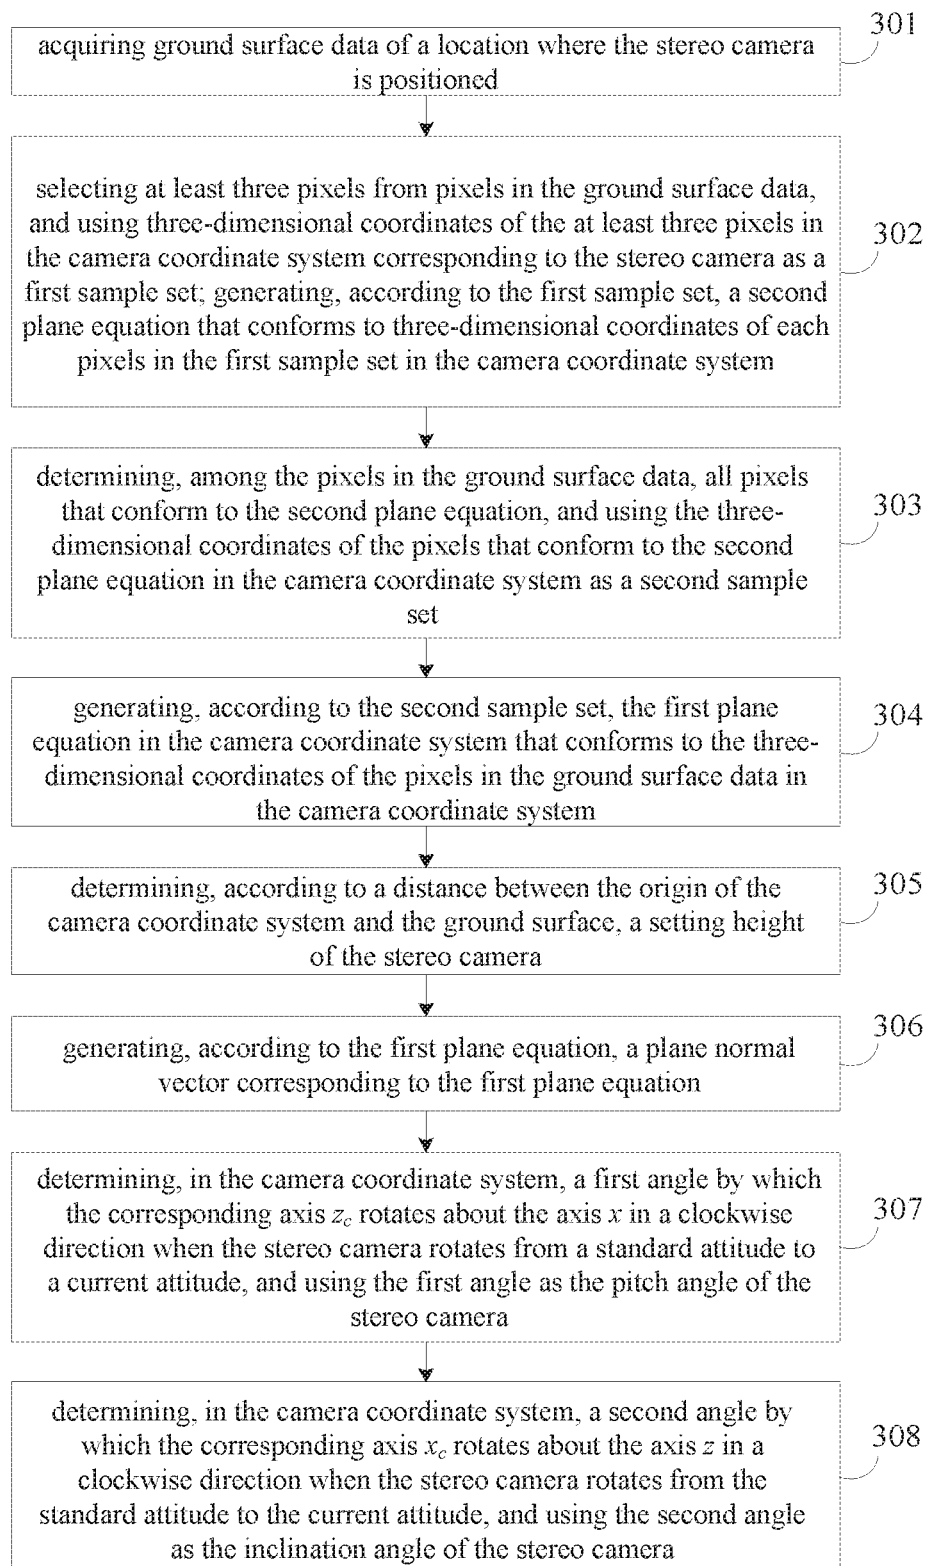 acquiring ground surface data of a location where the stereo camera
is positioned
301
selecting at least three pixels from pixels in the ground surface data,
and using three-dimensional coordinates of the at least three pixels in
the camera coordinate system corresponding to the stereo camera as a
first sample set; generating, according to the first sample set, a second
plane equation that conforms to three-dimensional coordinates of each
pixels in the first sample set in the camera coordinate system
302
determining, among the pixels in the ground surface data, all pixels
that conform to the second plane equation, and using the three-
dimensional coordinates of the pixels that conform to the second
plane equation in the camera coordinate system as a second sample
set
303
generating, according to the second sample set, the first plane
equation in the camera coordinate system that conforms to the three-
dimensional coordinates of the pixels in the ground surface data in
the camera coordinate system
304
determining, according to a distance between the origin of the
camera coordinate system and the ground surface, a setting height
of the stereo camera
305
generating, according to the first plane equation, a plane normal
vector corresponding to the first plane equation
306
determining, in the camera coordinate system, a first angle by which
the corresponding axis z_c rotates about the axis x in a clockwise
direction when the stereo camera rotates from a standard attitude to
a current attitude, and using the first angle as the pitch angle of the
stereo camera
307
determining, in the camera coordinate system, a second angle by
which the corresponding axis x_c rotates about the axis z in a
clockwise direction when the stereo camera rotates from the
standard attitude to the current attitude, and using the second angle
as the inclination angle of the stereo camera
308